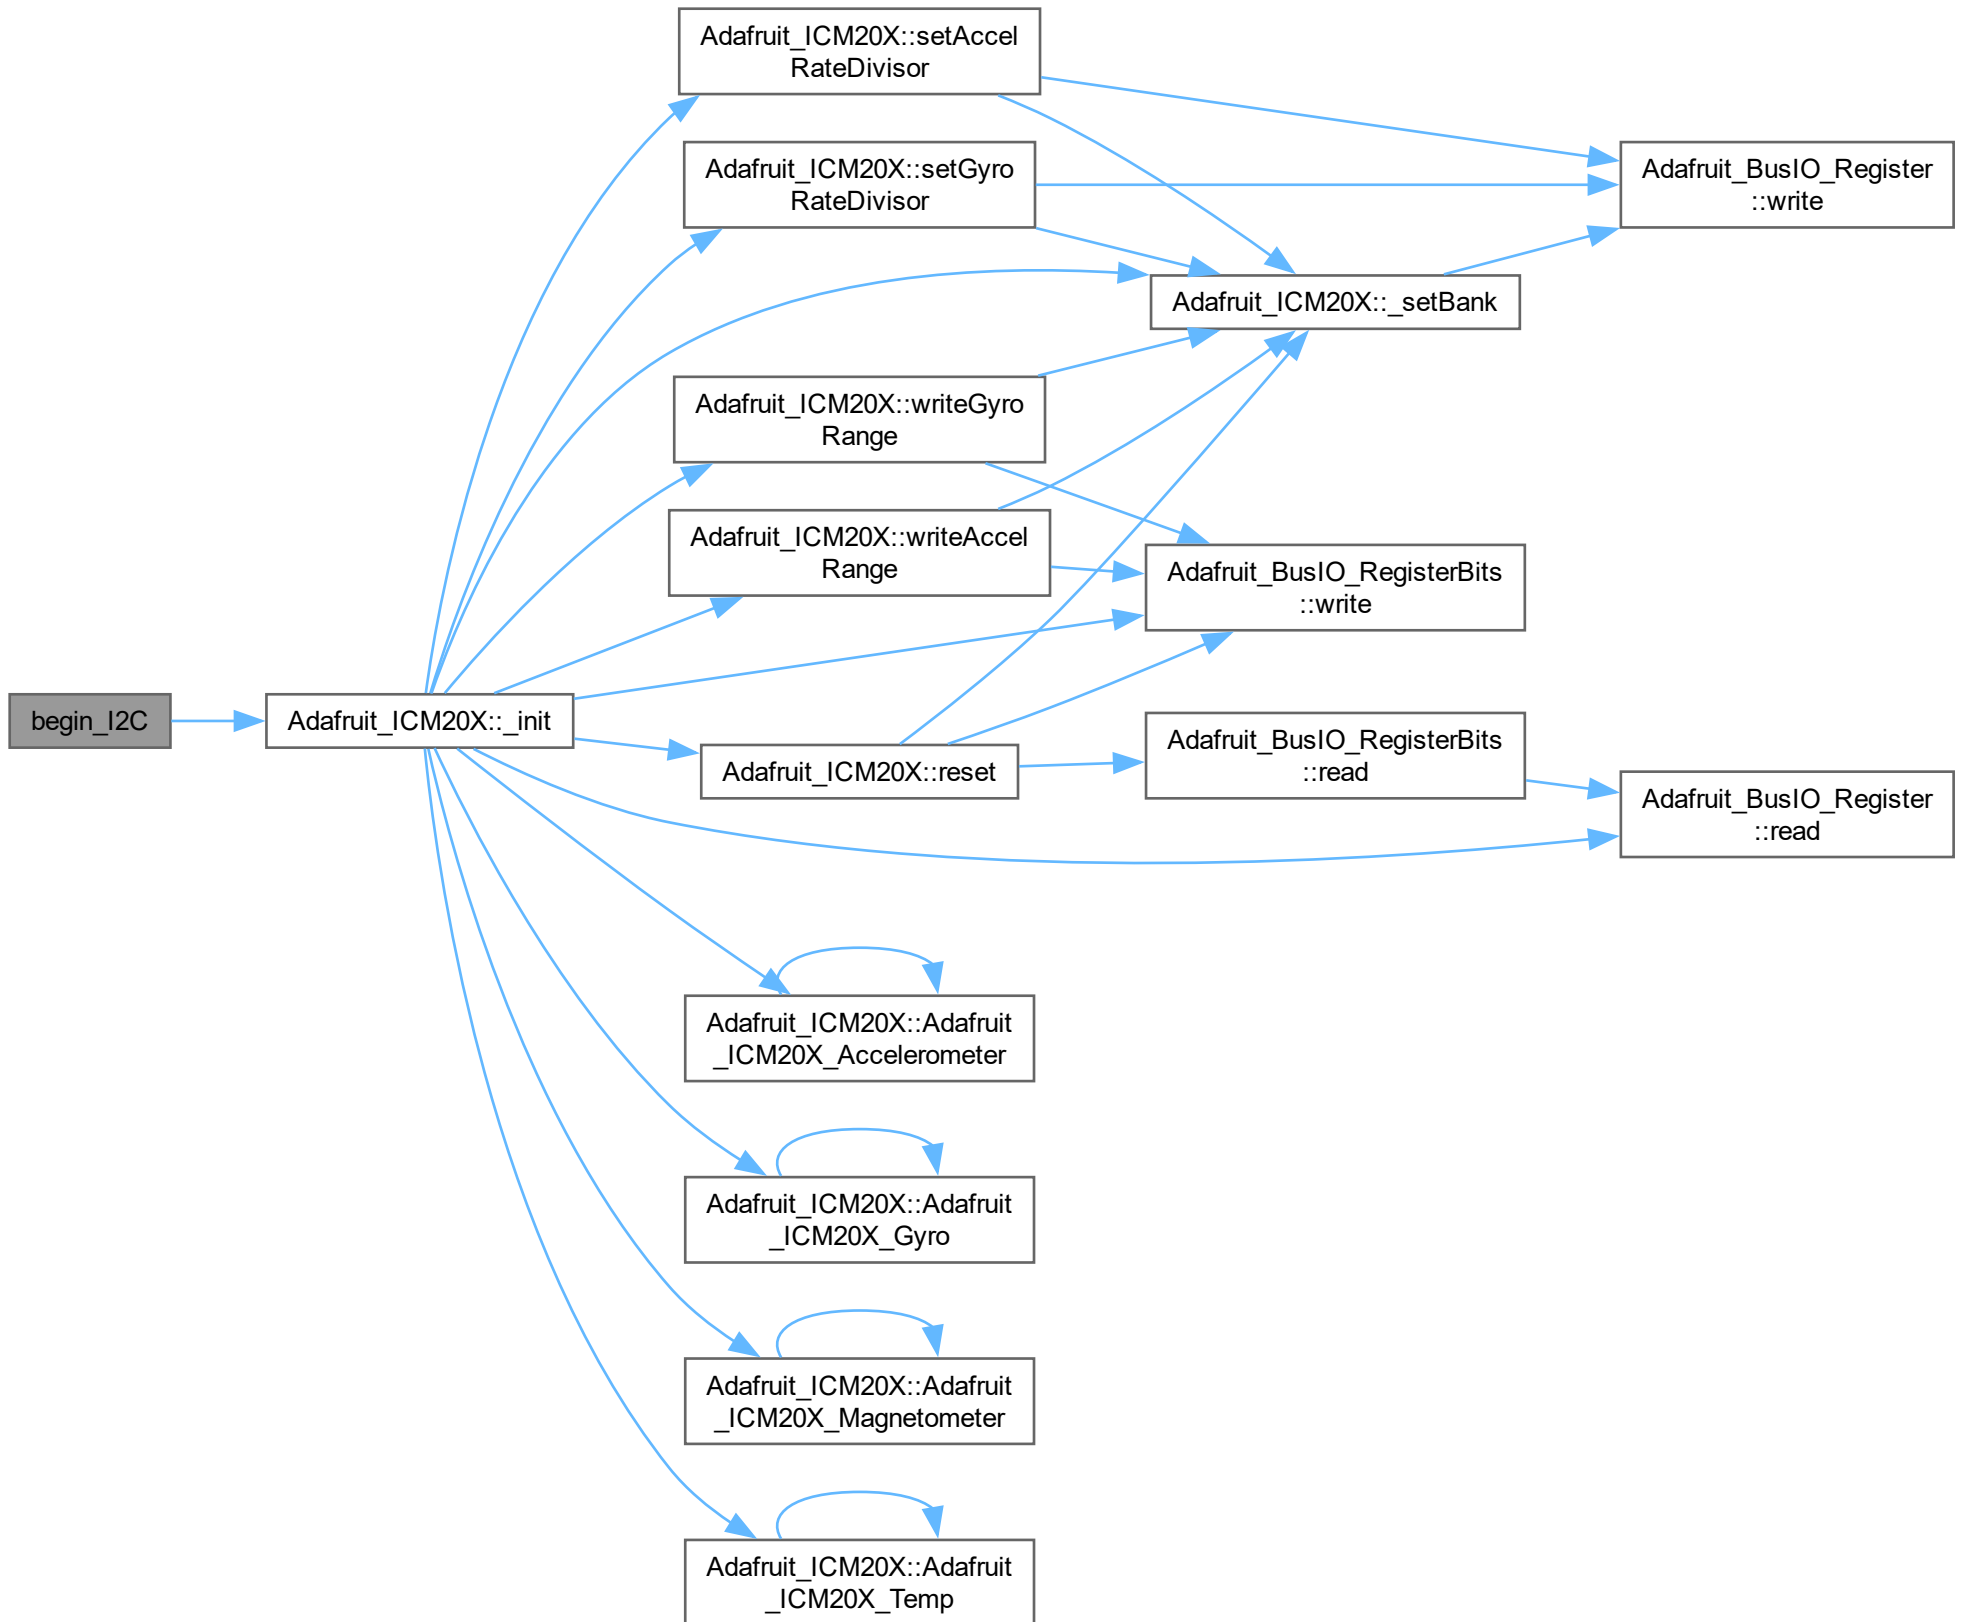 Adafruit_ICM20X::setAccel
RateDivisor
Adafruit_ICM20X::setGyro
RateDivisor
Adafruit_BusIO_Register
::write
Adafruit_ICM20X::_setBank
Adafruit_ICM20X::writeGyro
Range
Adafruit_ICM20X::writeAccel
Range
Adafruit_BusIO_RegisterBits
::write
begin_I2C
Adafruit_ICM20X::_init
Adafruit_ICM20X::reset
Adafruit_BusIO_RegisterBits
::read
Adafruit_BusIO_Register
::read
Adafruit_ICM20X::Adafruit
_ICM20X_Accelerometer
Adafruit_ICM20X::Adafruit
_ICM20X_Gyro
Adafruit_ICM20X::Adafruit
_ICM20X_Magnetometer
Adafruit_ICM20X::Adafruit
_ICM20X_Temp